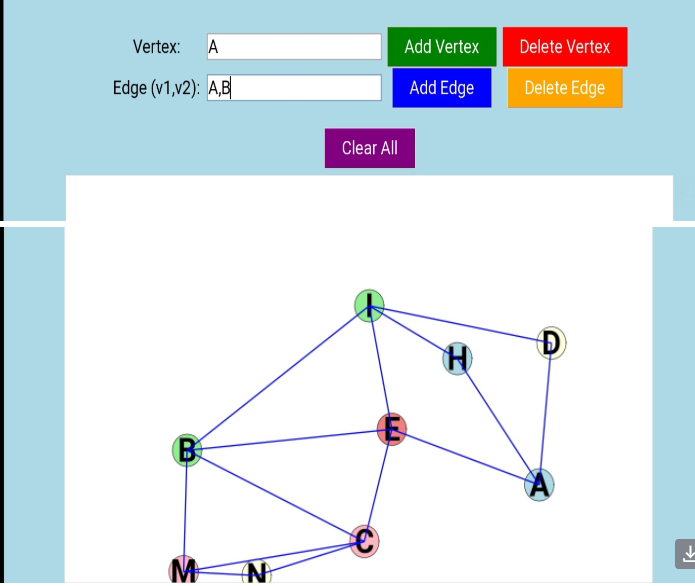 Vertex: A Add Vertex Delete Vertex
Edge (v1,v2): A,B Add Edge Delete Edge
Clear All
I
D
H
E
B
A
C
M
N